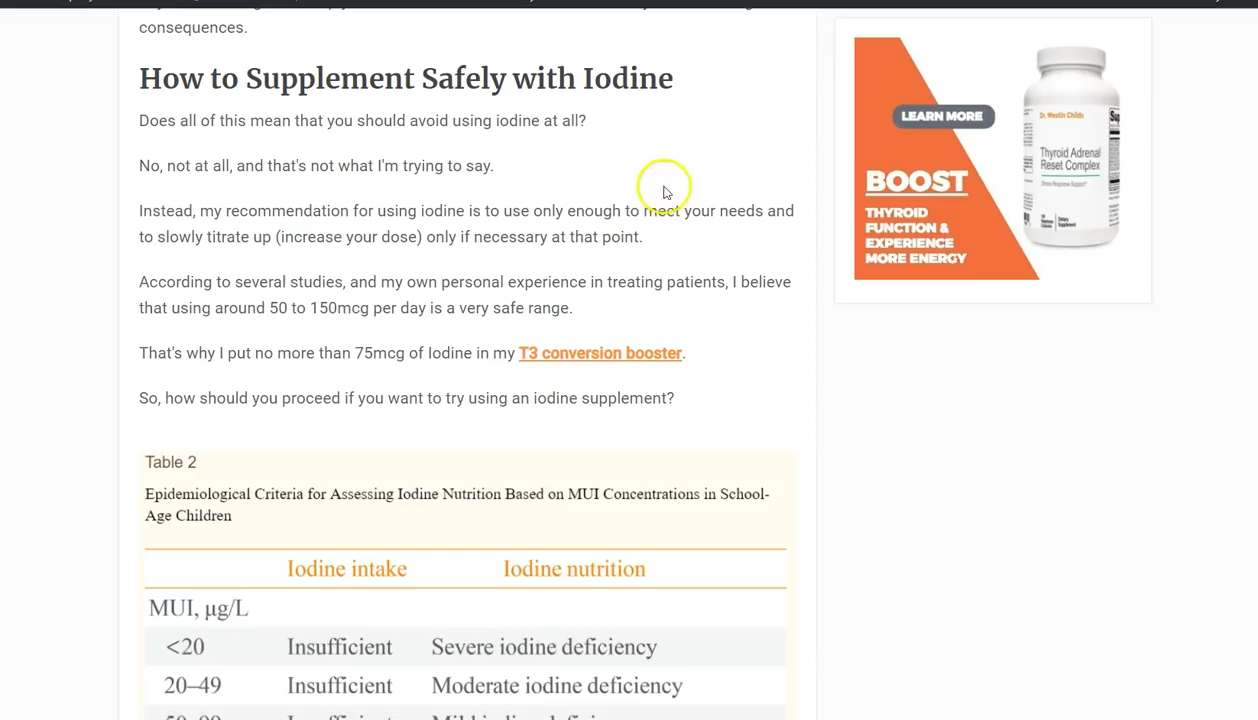 consequences.
How to Supplement Safely with Iodine
Does all of this mean that you should avoid using iodine at all?
No, not at all, and that's not what I'm trying to say.
Instead, my recommendation for using iodine is to use only enough to meet your needs and
to slowly titrate up (increase your dose) only if necessary at that point.
According to several studies, and my own personal experience in treating patients, I believe
that using around 50 to 150mcg per day is a very safe range.
That's why I put no more than 75mcg of Iodine in my T3 conversion booster.
So, how should you proceed if you want to try using an iodine supplement?
Table 2
Epidemiological Criteria for Assessing Iodine Nutrition Based on MUI Concentrations in School-
Age Children
Iodine intake Iodine nutrition
MUI, µg/L
<20 Insufficient Severe iodine deficiency
20–49 Insufficient Moderate iodine deficiency
LEARN MORE
BOOST
THYROID
FUNCTION &
EXPERIENCE
MORE ENERGY
Dr. Westin Childs
Thyroid Adrenal
Reset Complex